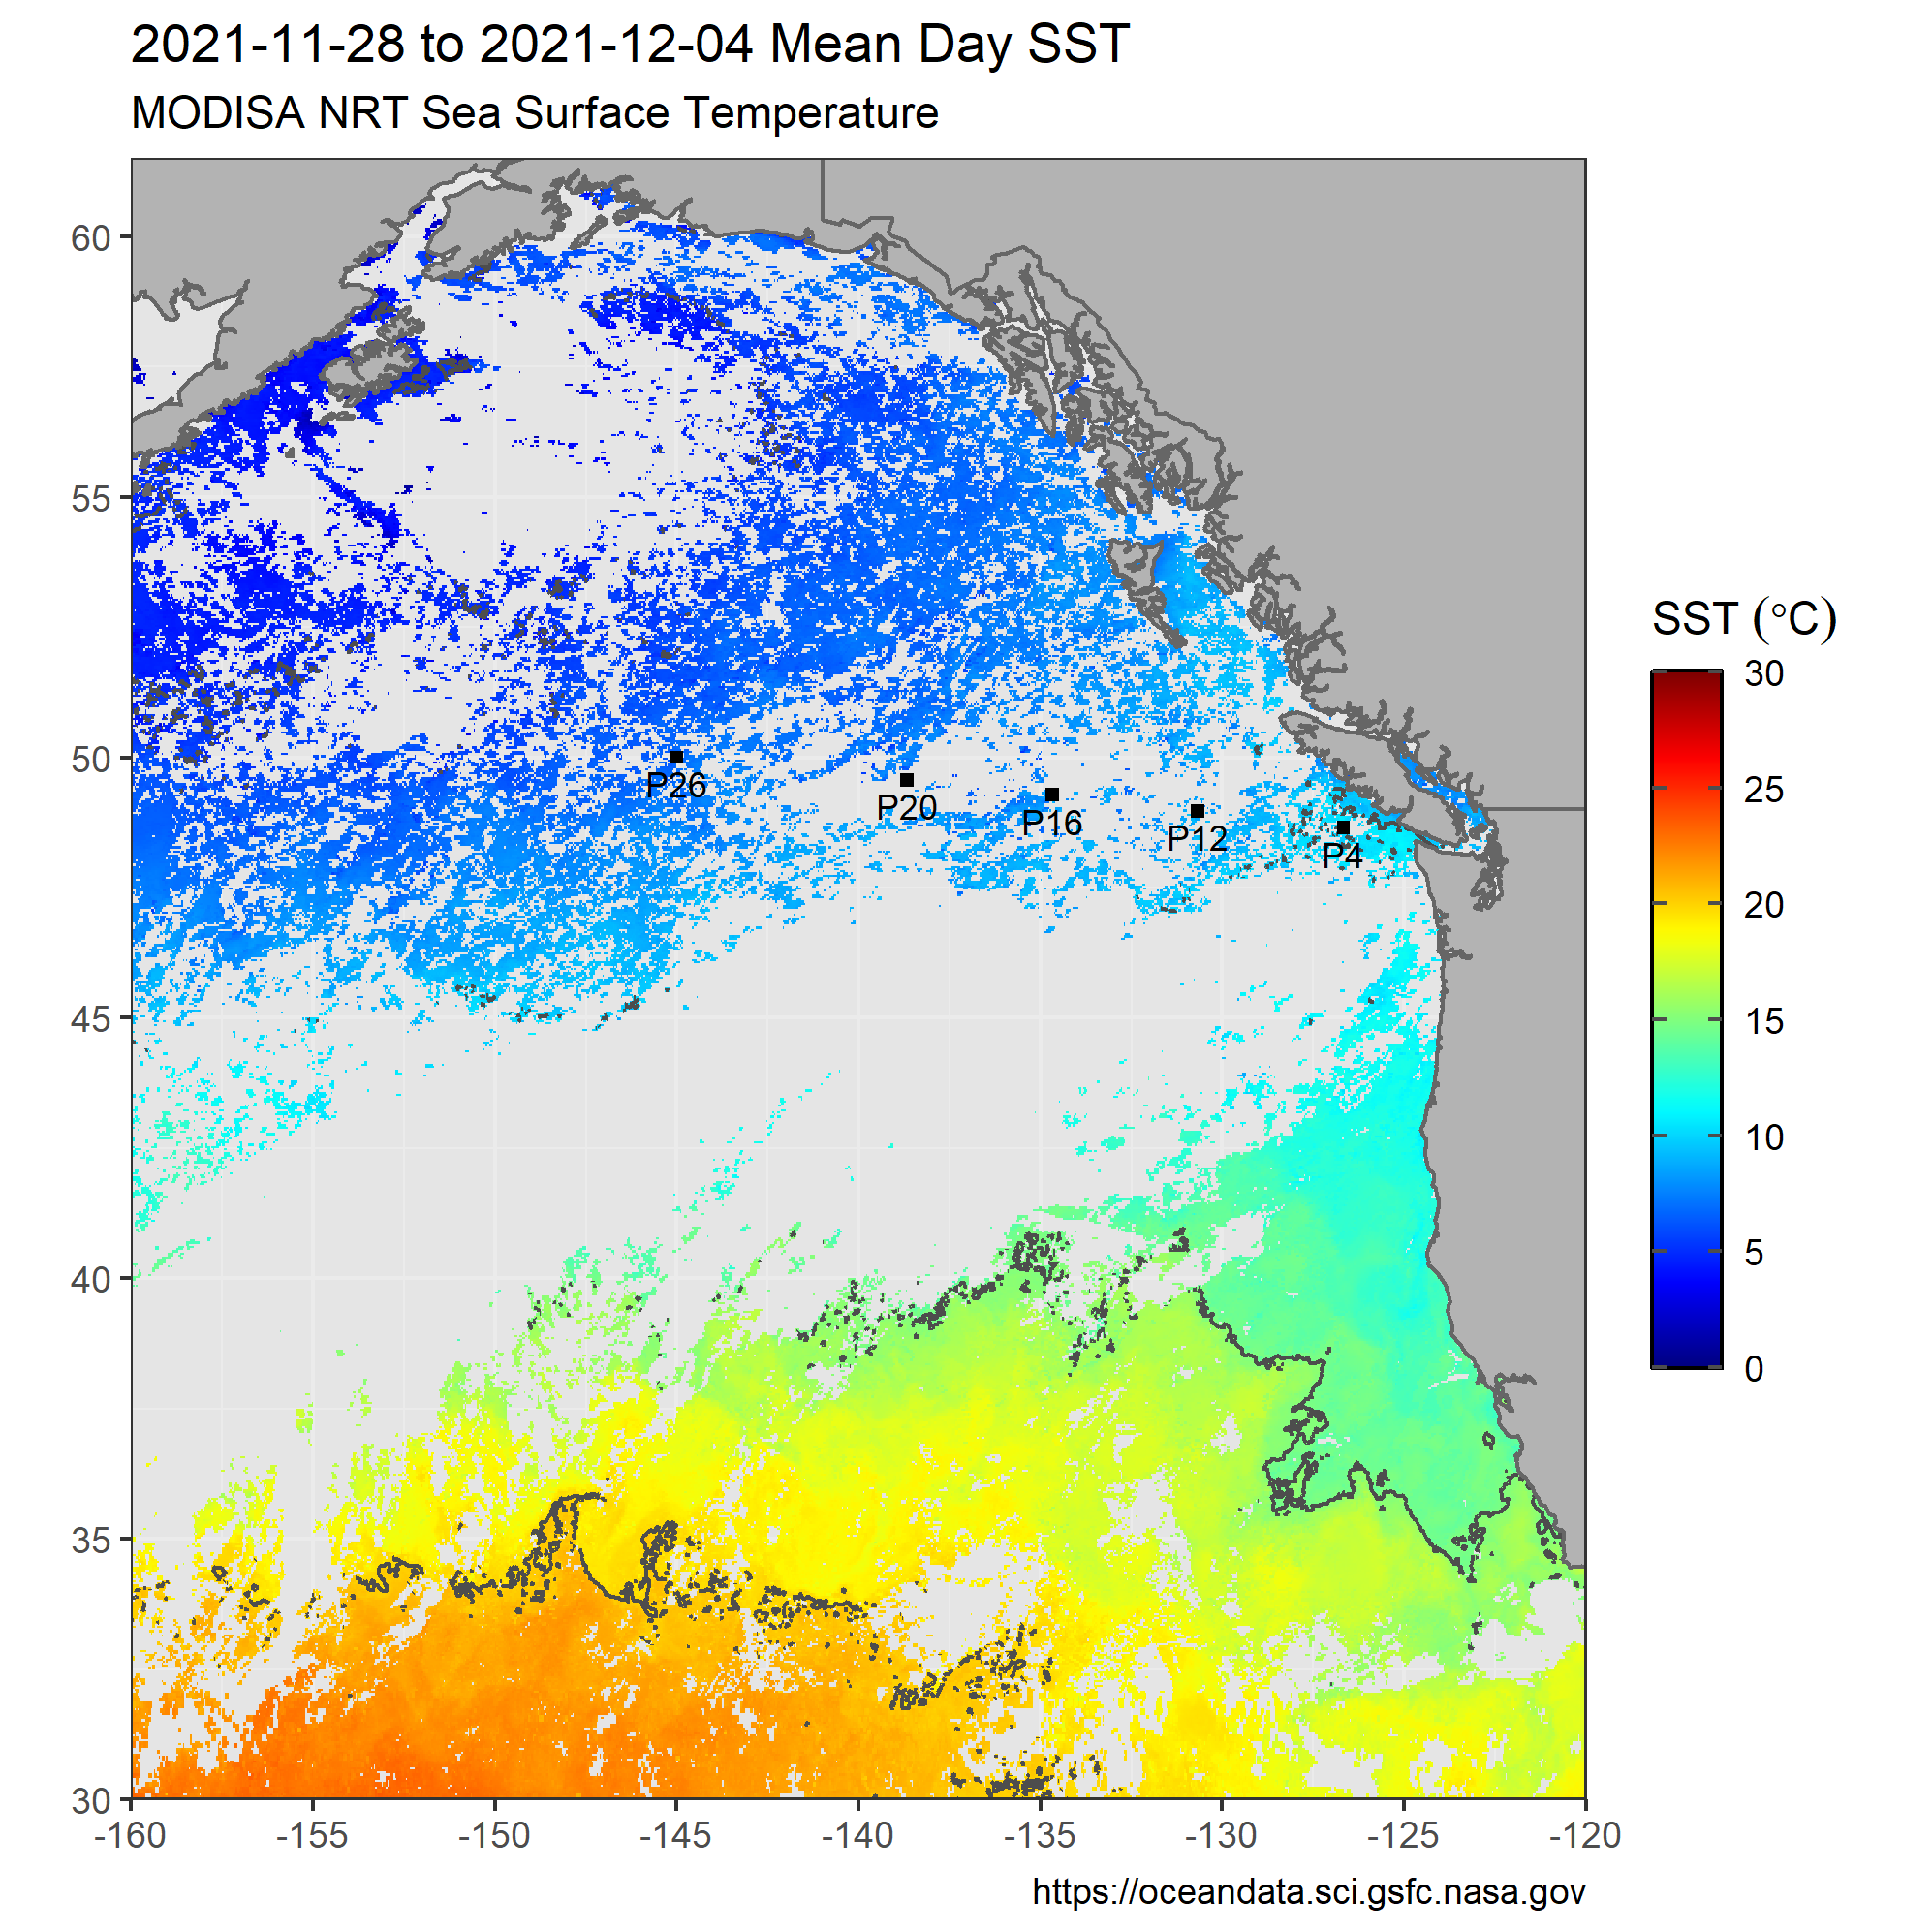 2021-11-28 to 2021-12-04 Mean Day SST
MODISA NRT Sea Surface Temperature
60
55
50
45
40
35
30
-160
-155
-150
-145
-140
-135
-130
-125
-120
P26
P20
P16
P12
P4
SST (°C)
30
25
20
15
10
5
0
https://oceandata.sci.gsfc.nasa.gov